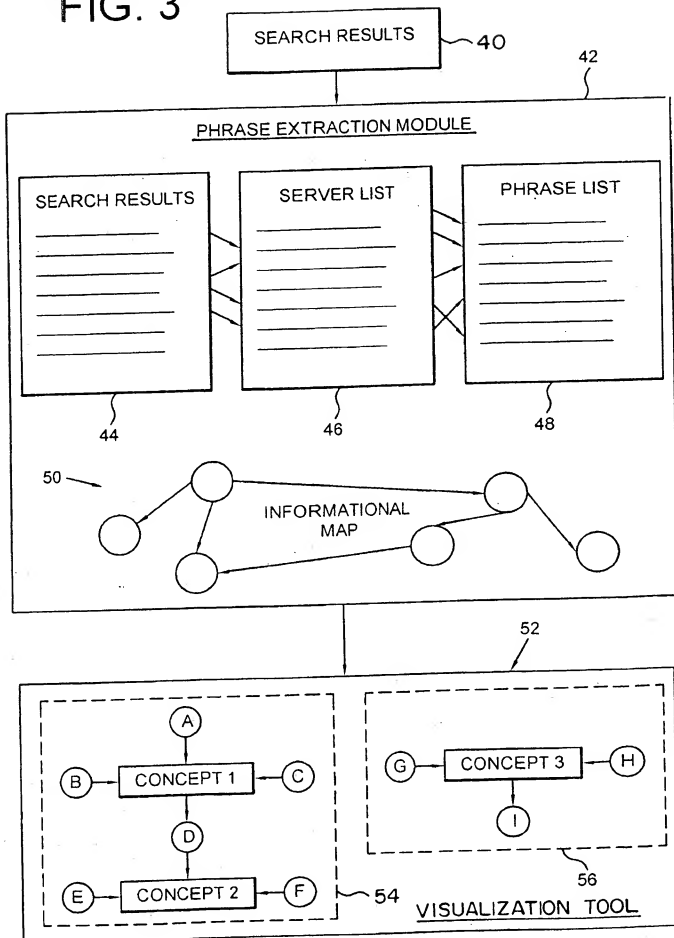 FIG. 3
SEARCH RESULTS
40
42
PHRASE EXTRACTION MODULE
SEARCH RESULTS
SERVER LIST
PHRASE LIST
44
46
48
50
INFORMATIONAL
MAP
52
A
B
CONCEPT 1
C
D
E
CONCEPT 2
F
54
G
CONCEPT 3
H
I
56
VISUALIZATION TOOL